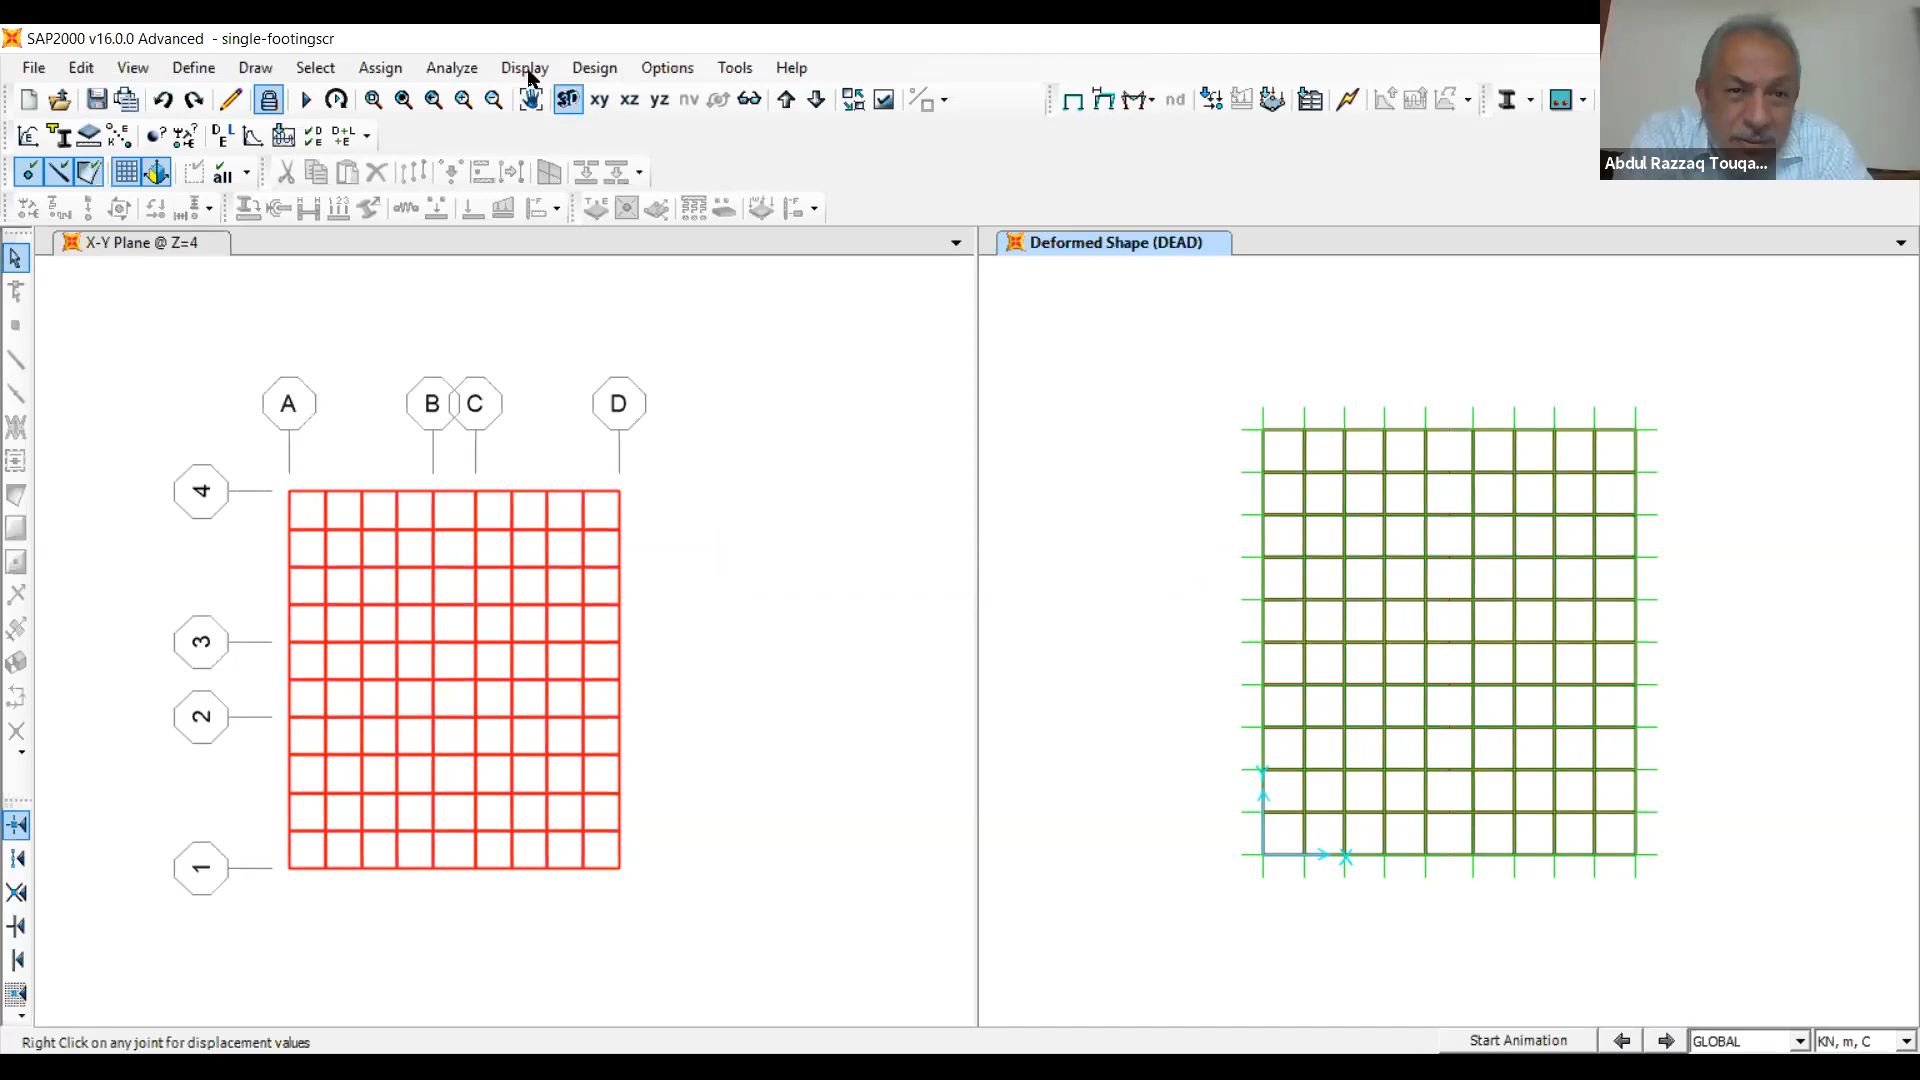 SAP2000 v16.0.0 Advanced - single-footingscr
File Edit View Define Draw Select Assign Analyze Display Design Options Tools Help
3D xy xz yz nv
nd
all
Abdul Razzaq Touqa...
X-Y Plane @ Z=4
Deformed Shape (DEAD)
A B C D
4
3
2
1
Y
X
Right Click on any joint for displacement values
Start Animation
GLOBAL
KN, m, C